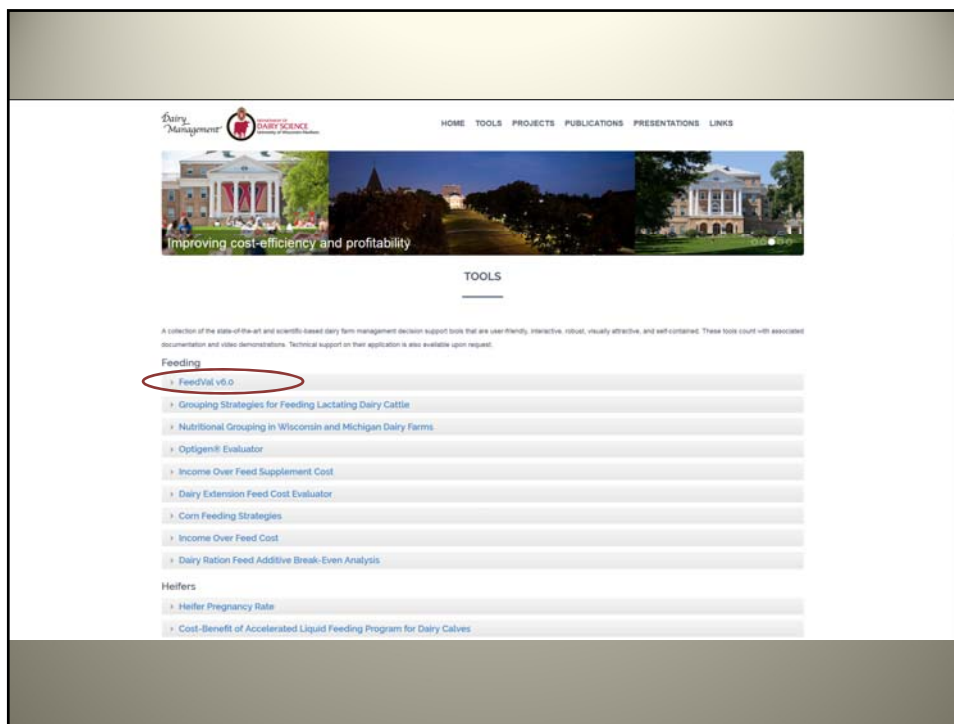 Dairy
Management
DEPARTMENT OF
DAIRY SCIENCE
University of Wisconsin-Madison
HOME TOOLS PROJECTS PUBLICATIONS PRESENTATIONS LINKS
Improving cost-efficiency and profitability
TOOLS
A collection of the state-of-the-art and scientific-based dairy farm management decision support tools that are user-friendly, interactive, robust, visually attractive, and self-contained. These tools count with associated
documentation and video demonstrations. Technical support on their application is also available upon request.
Feeding
› FeedVal v6.0
› Grouping Strategies for Feeding Lactating Dairy Cattle
› Nutritional Grouping in Wisconsin and Michigan Dairy Farms
› Optigen® Evaluator
› Income Over Feed Supplement Cost
› Dairy Extension Feed Cost Evaluator
› Corn Feeding Strategies
› Income Over Feed Cost
› Dairy Ration Feed Additive Break-Even Analysis
Heifers
› Heifer Pregnancy Rate
› Cost-Benefit of Accelerated Liquid Feeding Program for Dairy Calves